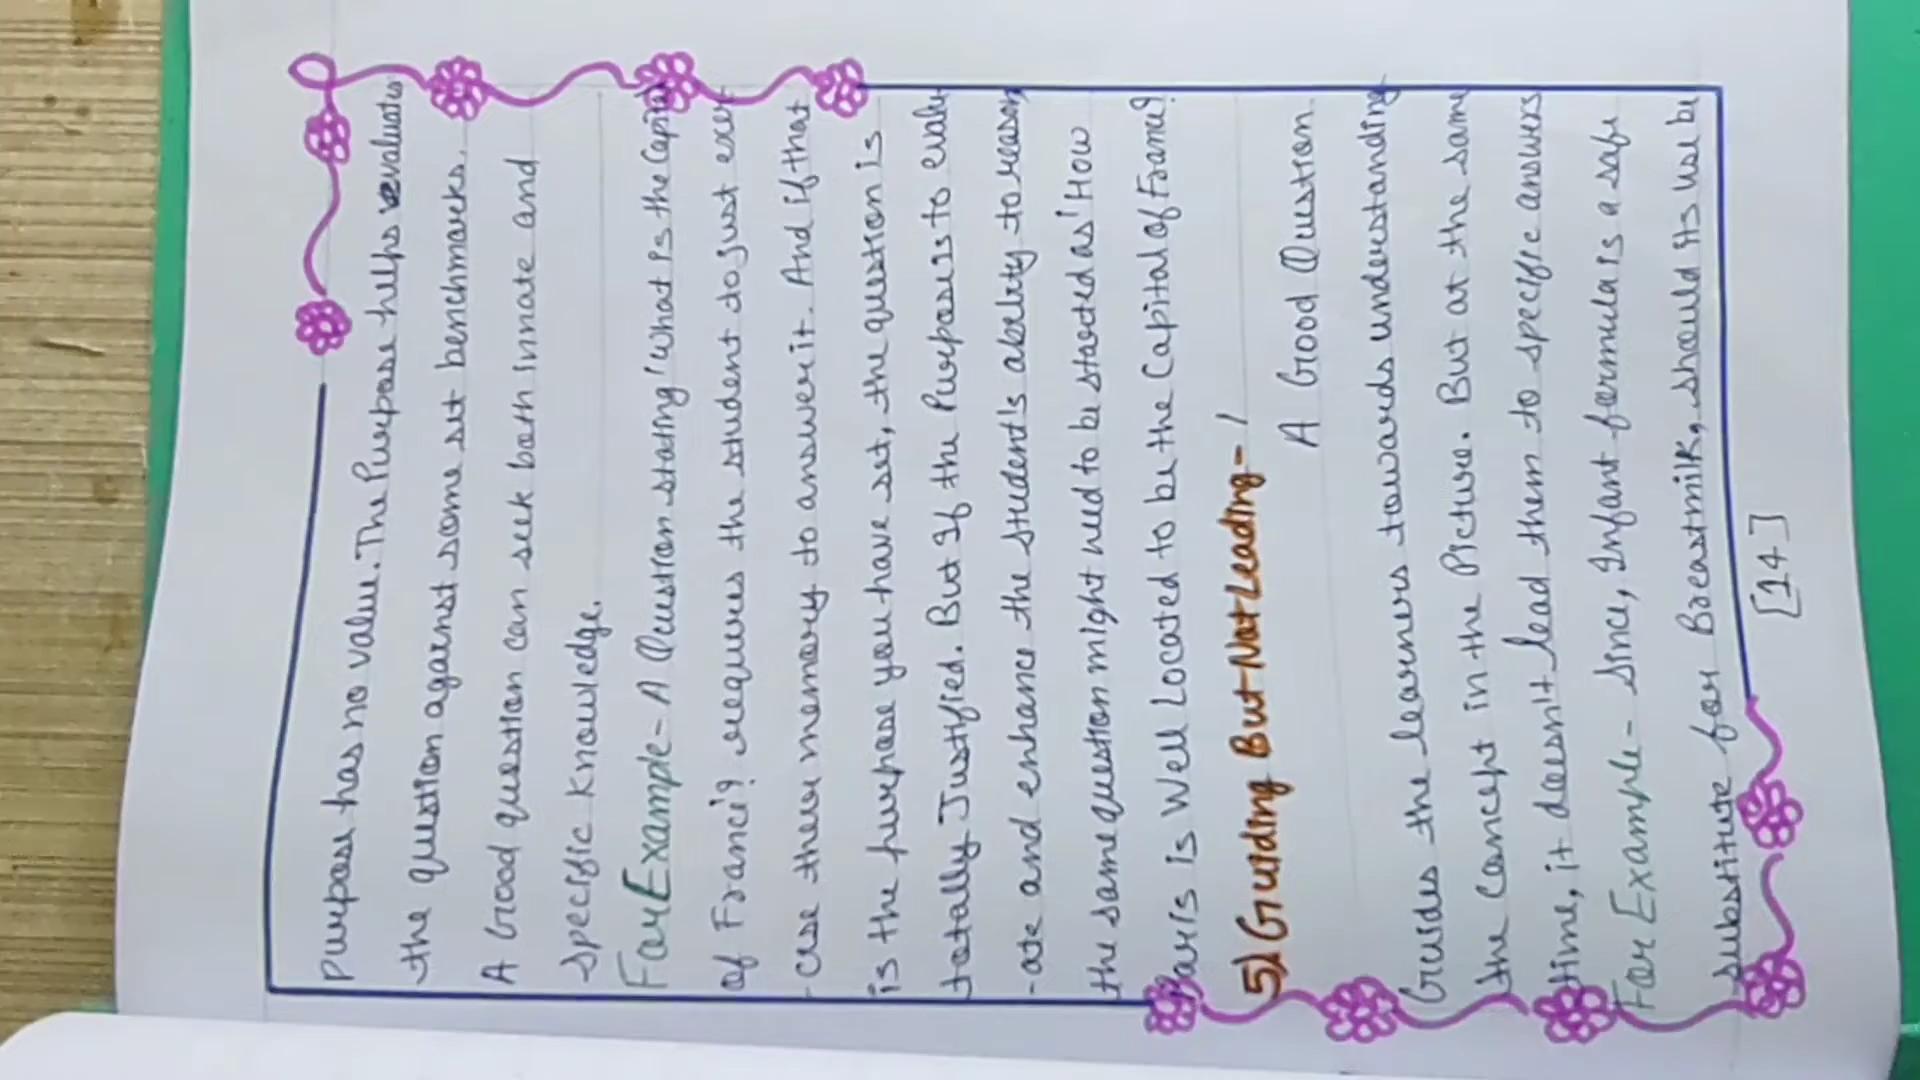 Purpose has no value. The Purpose helps evaluate
the question against some set benchmarks.
A Good question can seek both innate and
specific knowledge.
For Example - A Question stating 'What is the Capital
of France? requires the student to just exer
-cise their memory to answer it. And if that
is the purpose you have set, the question is
totally Justified. But If the Purpose is to evalu
-ate and enhance the student's ability to reason
the same question might need to be started as 'How
Paris is Well Located to be the Capital of France?
5) Guiding But Not Leading -/
A Good Question
Guides the learners towards understanding
the Concept in the Picture. But at the same
time, it doesn't lead them to specific answers
For Example - Since, Infant formula is a safe
substitute for Breastmilk, should its use be
[14]